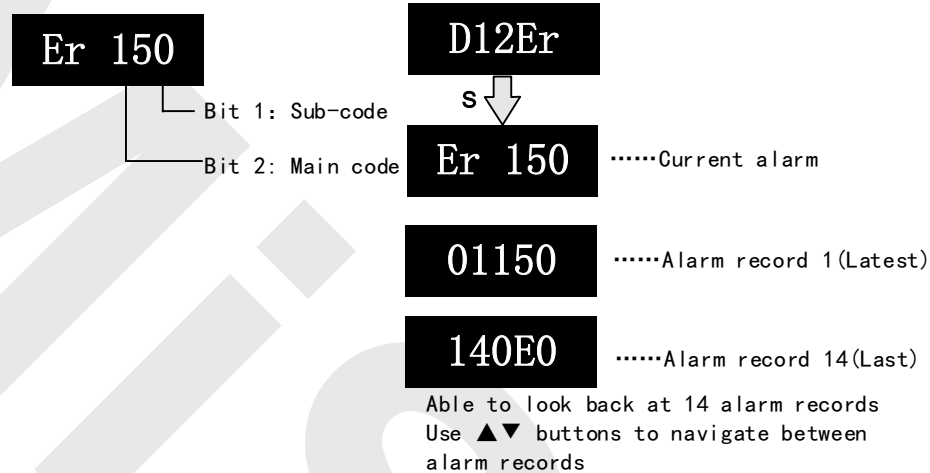 Er 150
Bit 1: Sub-code
Bit 2: Main code
D12Er
S
Er 150 ……Current alarm
01150 ……Alarm record 1(Latest)
140E0 ……Alarm record 14(Last)
Able to look back at 14 alarm records
Use ▲▼ buttons to navigate between
alarm records